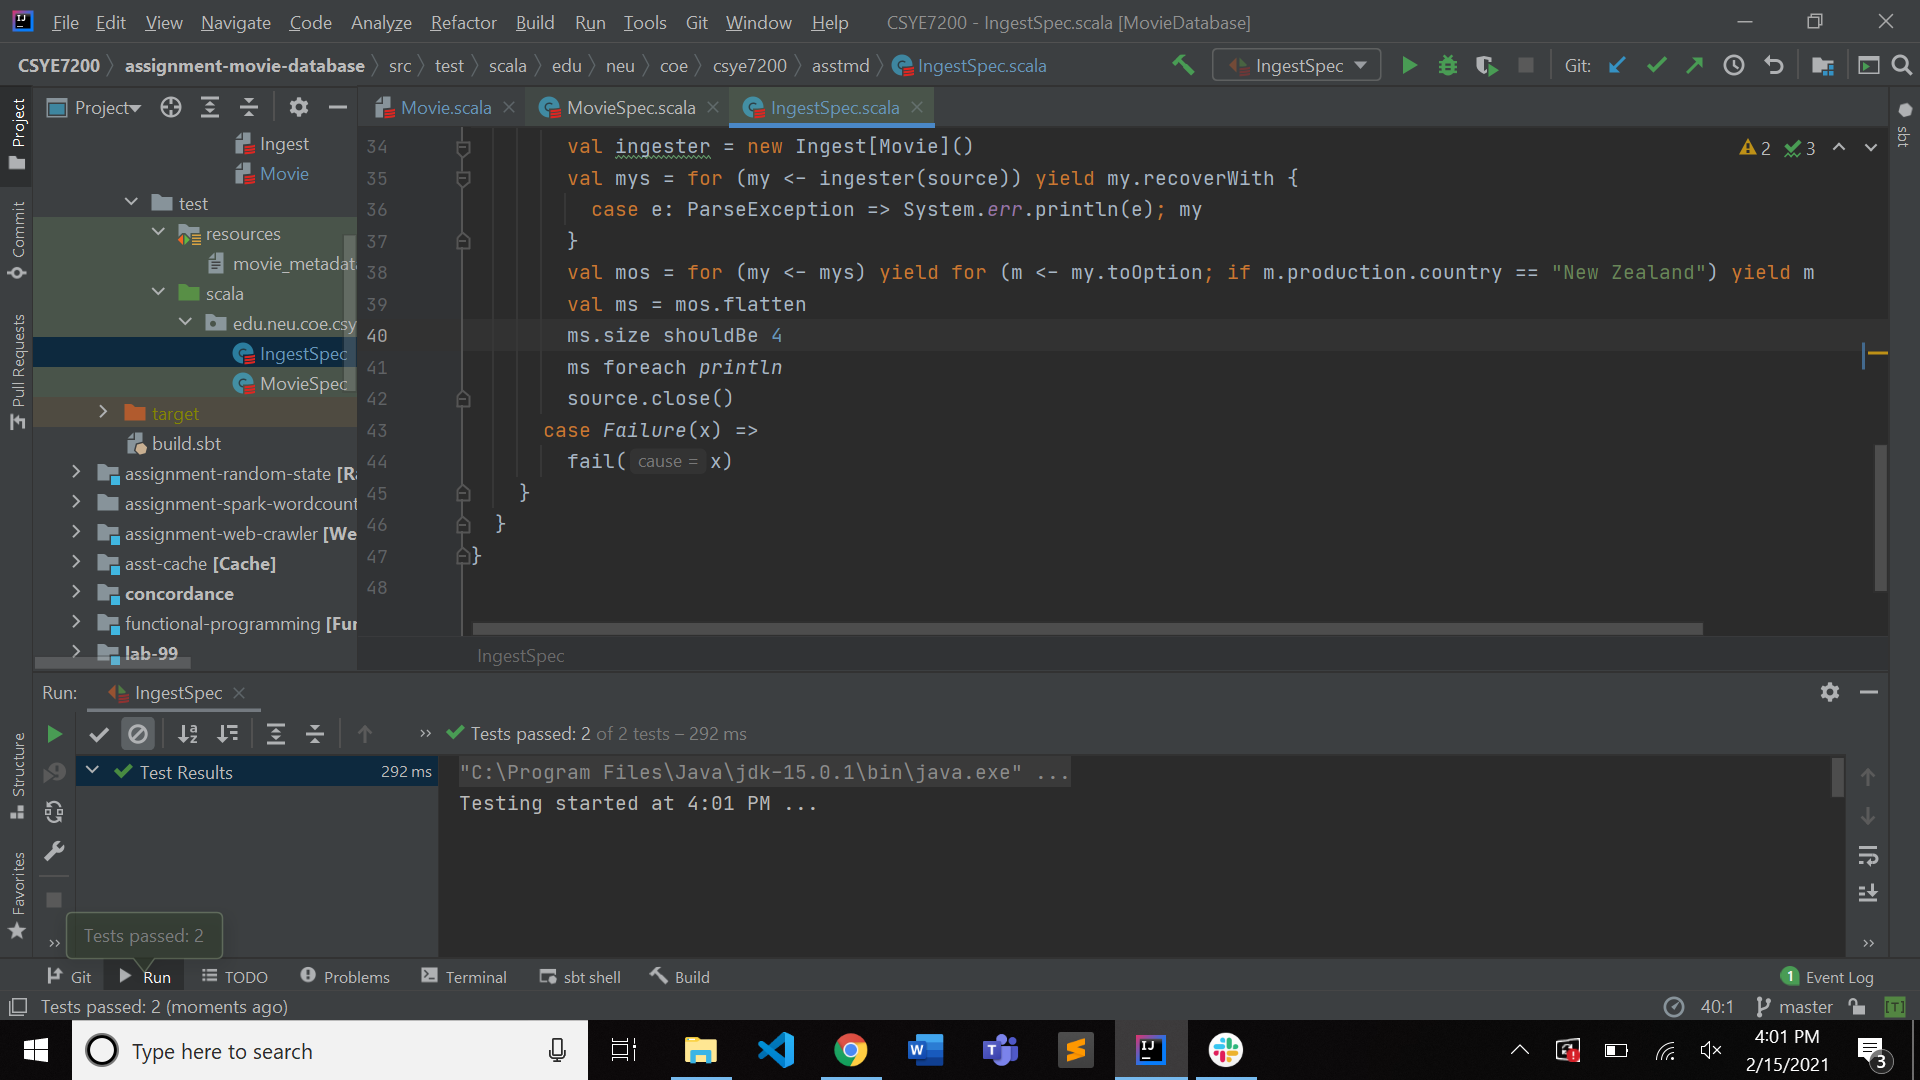 File Edit View Navigate Code Analyze Refactor Build Run Tools Git Window Help CSYE7200 - IngestSpec.scala [MovieDatabase]
CSYE7200 assignment-movie-database src test scala edu neu coe csye7200 asstmd IngestSpec.scala IngestSpec Git:
Project
Movie.scala MovieSpec.scala IngestSpec.scala
Project
Commit
Pull Requests
Structure
Favorites
sbt
Ingest
Movie
test
resources
movie_metadat
scala
edu.neu.coe.csy
IngestSpec
MovieSpec
target
build.sbt
assignment-random-state [Ra
assignment-spark-wordcount
assignment-web-crawler [We
asst-cache [Cache]
concordance
functional-programming [Fur
lab-99
2 3
34 val ingester = new Ingest[Movie]()
35 val mys = for (my <- ingester(source)) yield my.recoverWith {
36 case e: ParseException => System.err.println(e); my
37 }
38 val mos = for (my <- mys) yield for (m <- my.toOption; if m.production.country == "New Zealand") yield m
39 val ms = mos.flatten
40 ms.size shouldBe 4
41 ms foreach println
42 source.close()
43 case Failure(x) =>
44 fail( cause = x)
45 }
46 }
47 }
48
IngestSpec
Run: IngestSpec
Tests passed: 2 of 2 tests – 292 ms
Test Results 292 ms
"C:\Program Files\Java\jdk-15.0.1\bin\java.exe" ...
Testing started at 4:01 PM ...
Tests passed: 2
Git Run TODO Problems Terminal sbt shell Build 1 Event Log
Tests passed: 2 (moments ago) 40:1 master [T]
Type here to search
4:01 PM
2/15/2021
3